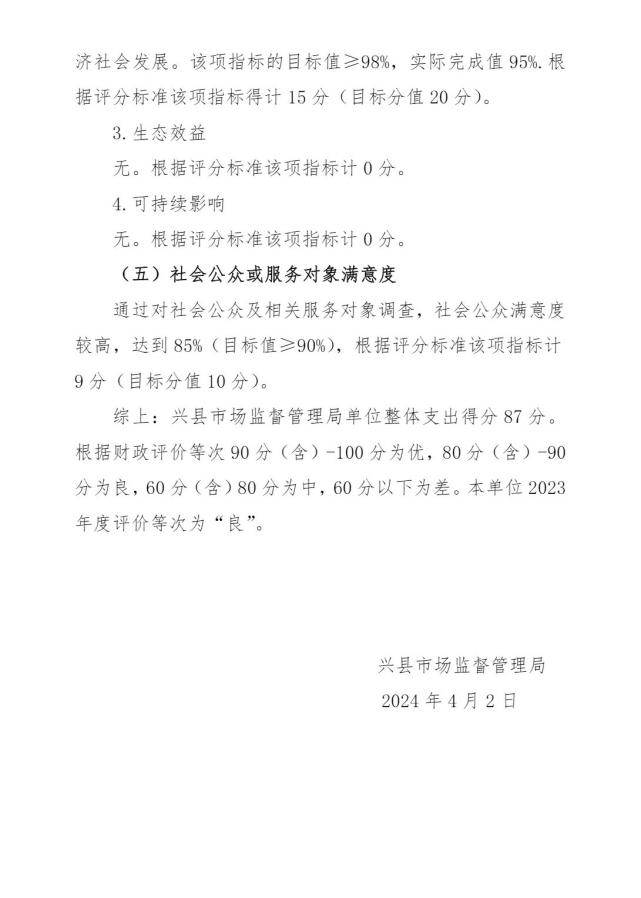 济社会发展。该项指标的目标值≥98%，实际完成值 95%.根
据评分标准该项指标得计 15 分（目标分值 20 分）。
3.生态效益
无。根据评分标准该项指标计 0 分。
4.可持续影响
无。根据评分标准该项指标计 0 分。
（五）社会公众或服务对象满意度
通过对社会公众及相关服务对象调查，社会公众满意度
较高，达到 85%（目标值≥90%），根据评分标准该项指标计
9 分（目标分值 10 分）。
综上：兴县市场监督管理局单位整体支出得分 87 分。
根据财政评价等次 90 分（含）-100 分为优，80 分（含）-90
分为良，60 分（含）80 分为中，60 分以下为差。本单位 2023
年度评价等次为“良”。
兴县市场监督管理局
2024 年 4 月 2 日